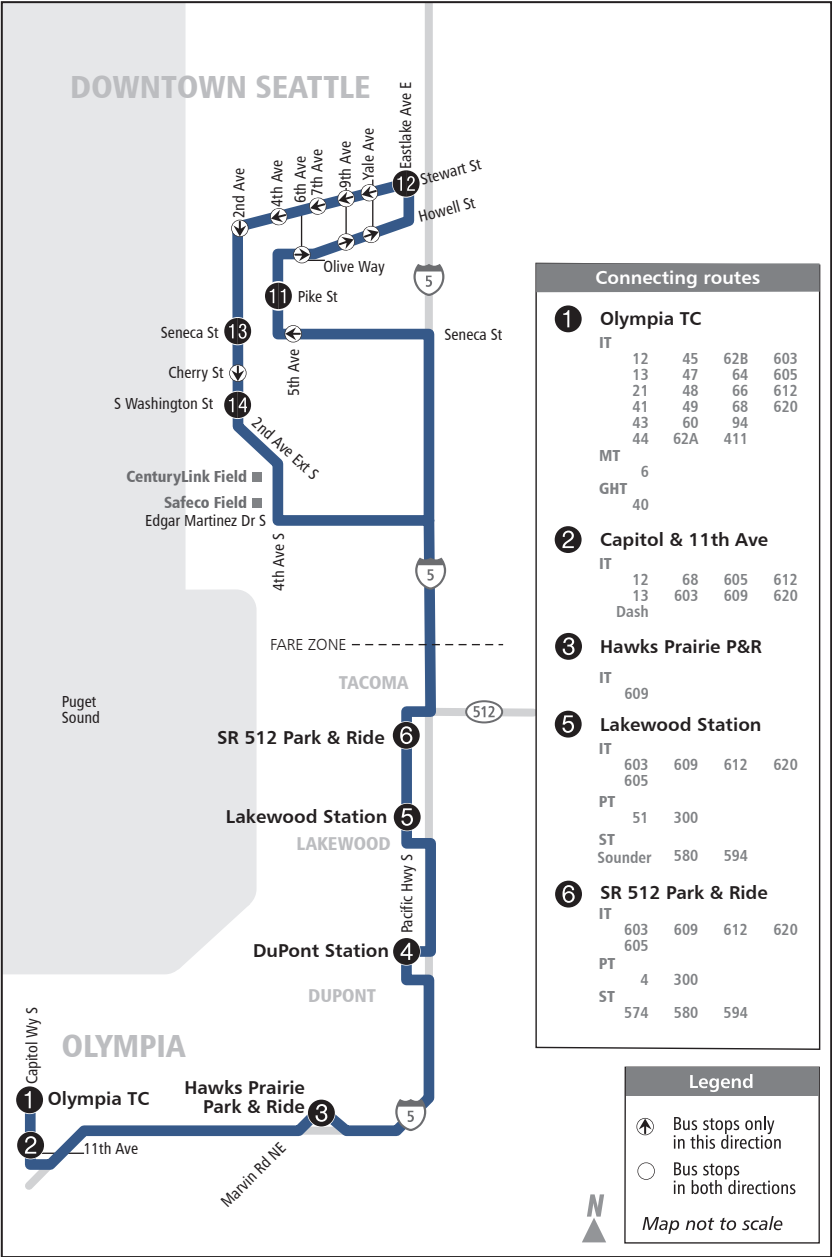 DOWNTOWN SEATTLE
2nd Ave
4th Ave
6th Ave
7th Ave
9th Ave
Yale Ave
Eastlake Ave E
12
Stewart St
Howell St
Olive Way
5
11
Pike St
Seneca St
13
5th Ave
Seneca St
Cherry St
S Washington St
14
2nd Ave Ext S
CenturyLink Field
Safeco Field
Edgar Martinez Dr S
4th Ave S
5
FARE ZONE
TACOMA
512
Puget
Sound
SR 512 Park & Ride
6
Lakewood Station
5
LAKEWOOD
Pacific Hwy S
DuPont Station
4
DUPONT
Capitol Wy S
OLYMPIA
1
Olympia TC
Hawks Prairie
Park & Ride
3
5
2
11th Ave
Marvin Rd NE
Connecting routes
1 Olympia TC
IT
12 45 62B 603
13 47 64 605
21 48 66 612
41 49 68 620
43 60 94
44 62A 411
MT
6
GHT
40
2 Capitol & 11th Ave
IT
12 68 605 612
13 603 609 620
Dash
3 Hawks Prairie P&R
IT
609
5 Lakewood Station
IT
603 609 612 620
605
PT
51 300
ST
Sounder 580 594
6 SR 512 Park & Ride
IT
603 609 612 620
605
PT
4 300
ST
574 580 594
Legend
Bus stops only
in this direction
Bus stops
in both directions
Map not to scale
N